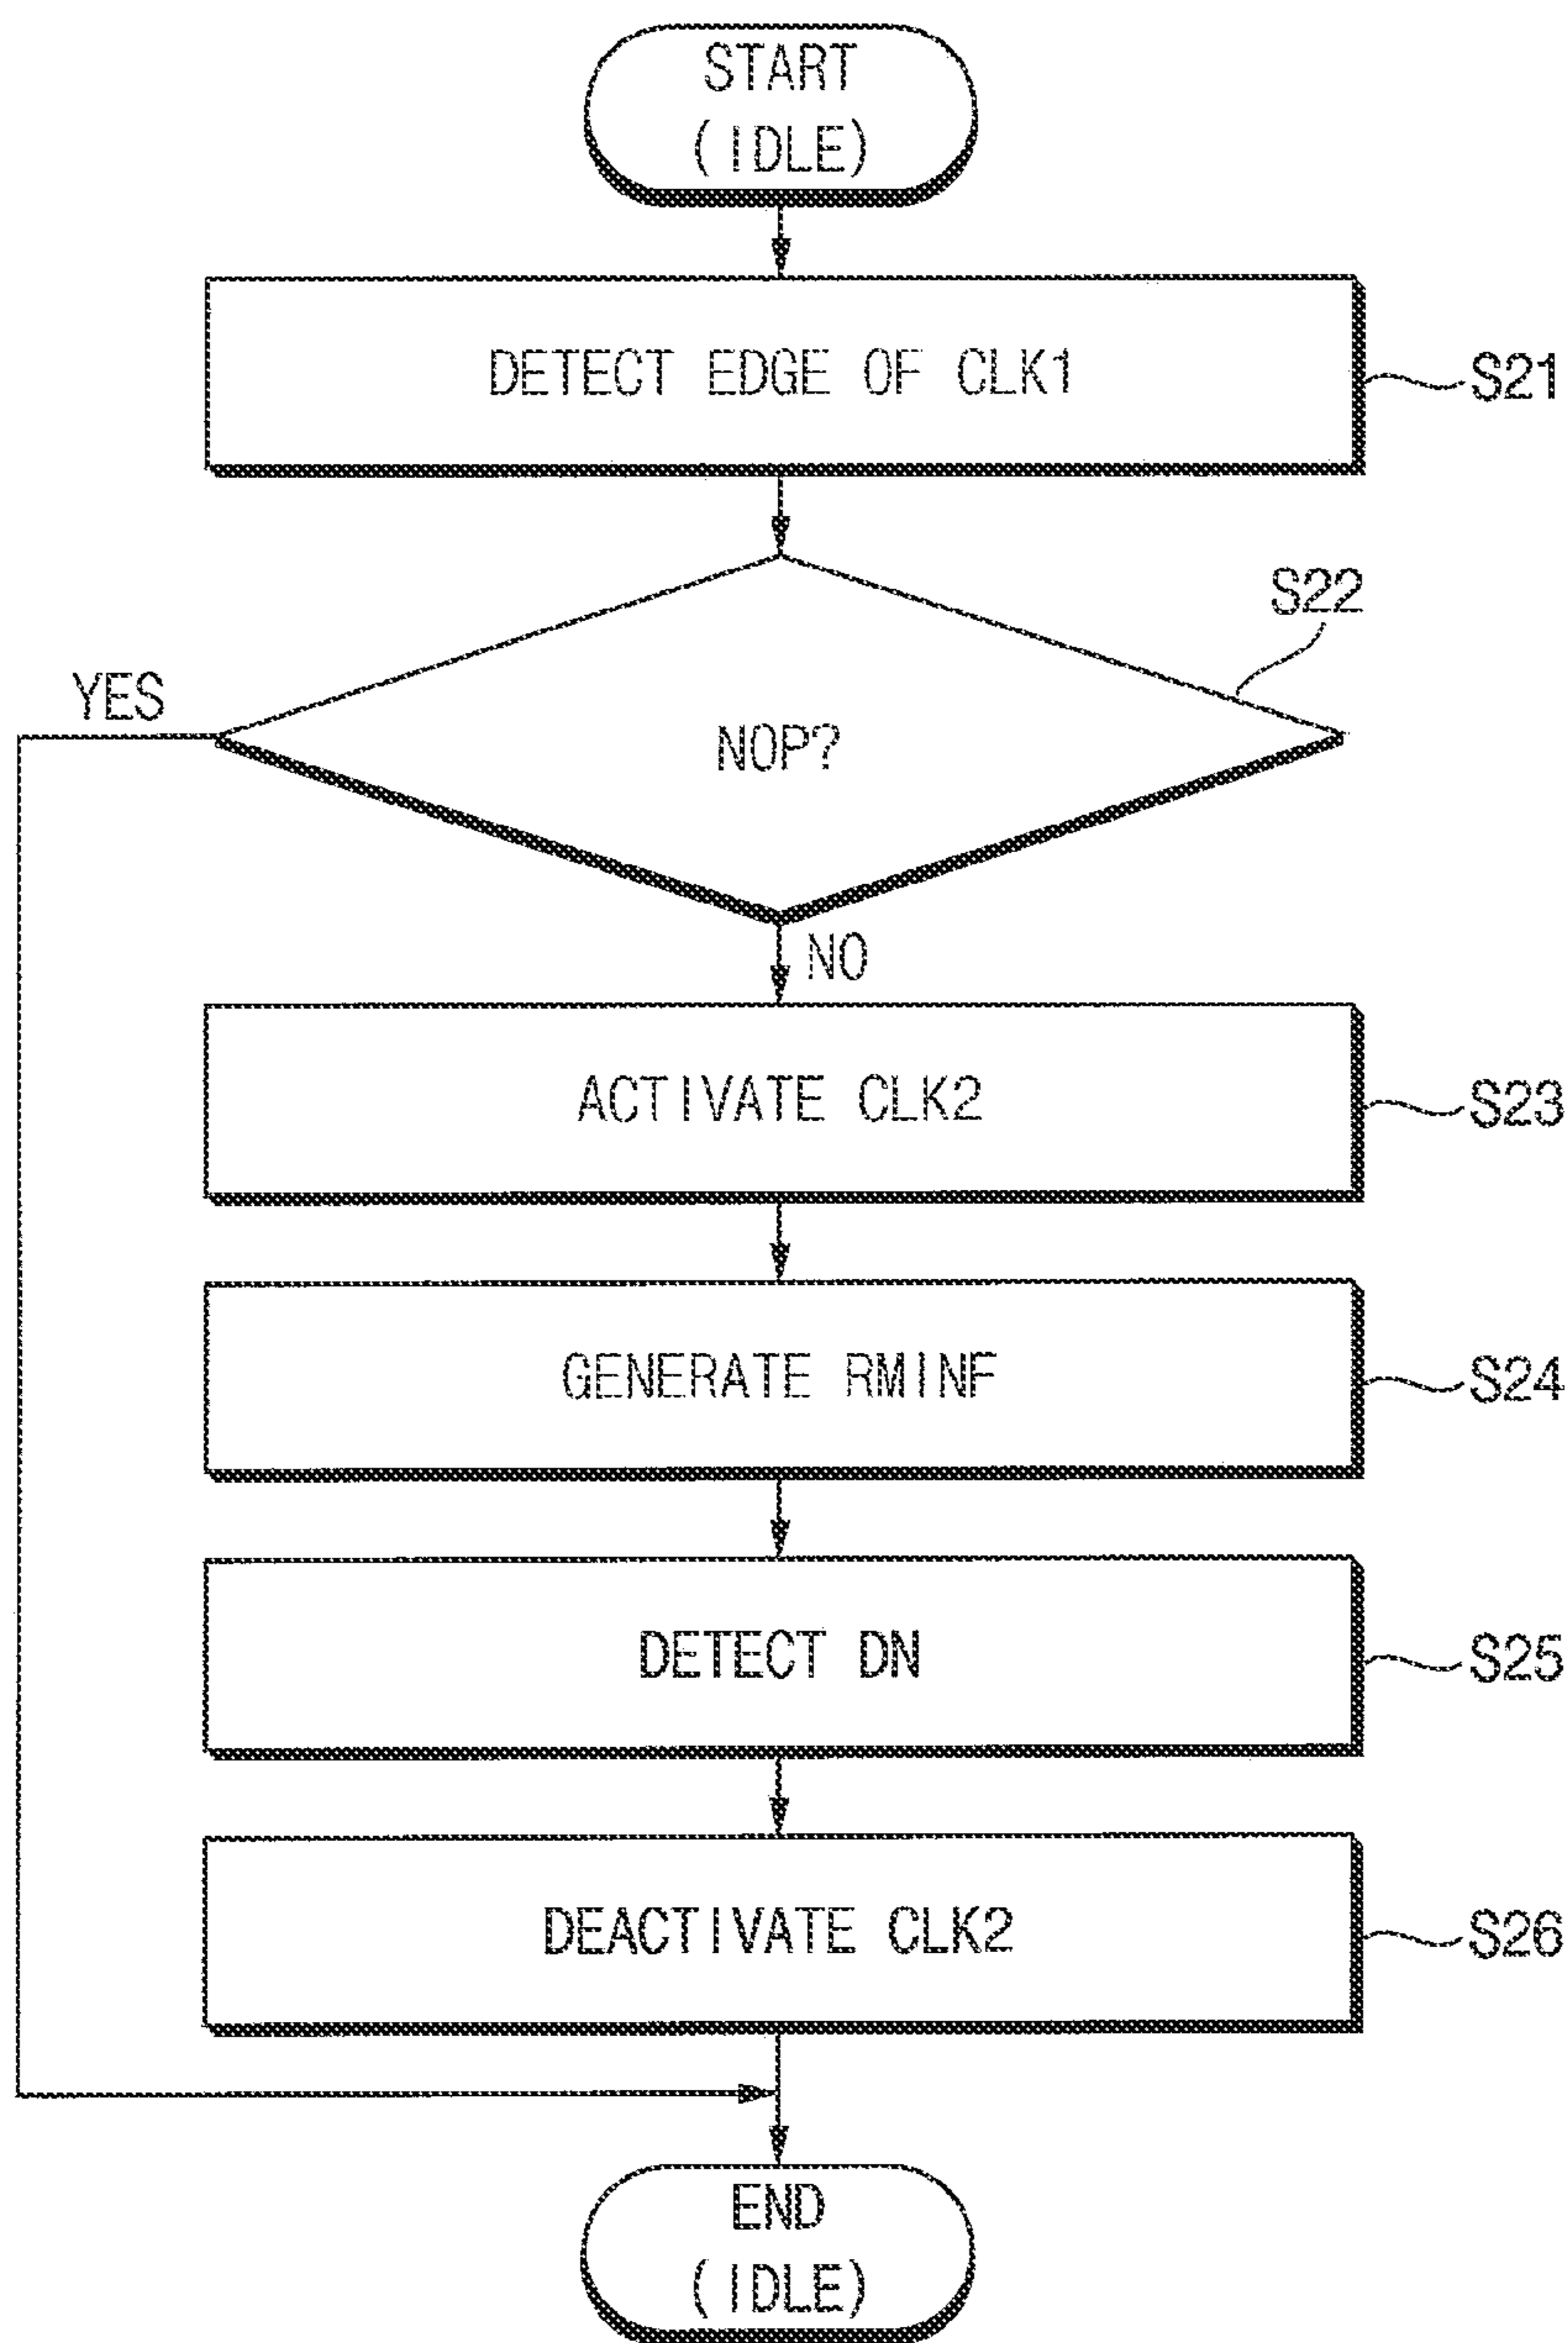 START
(IDLE)
DETECT EDGE OF CLK1
S21
S22
YES
NOP?
NO
ACTIVATE CLK2
S23
GENERATE RMINF
S24
DETECT DN
S25
DEACTIVATE CLK2
S26
END
(IDLE)